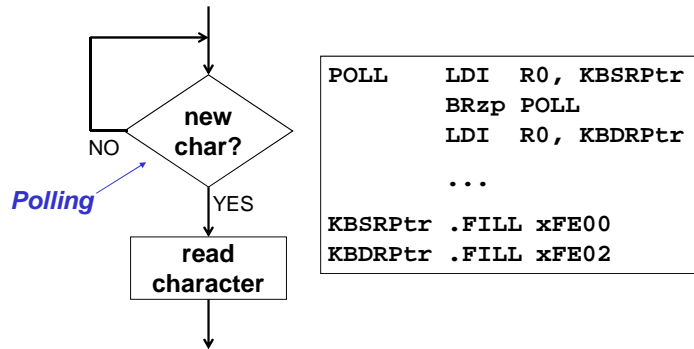 new
char?
NO
Polling
YES
read
character
POLL LDI R0, KBSRPtr
BRzp POLL
LDI R0, KBDRPtr
...
KBSRPtr .FILL xFE00
KBDRPtr .FILL xFE02